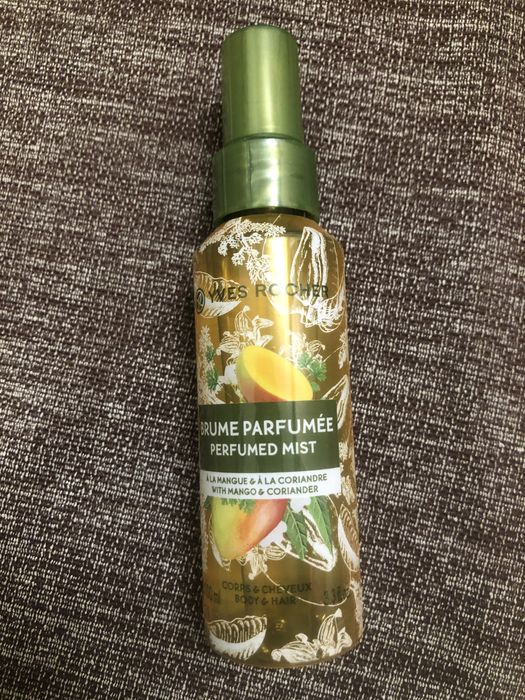 YVES ROCHER
BRUME PARFUMÉE
PERFUMED MIST
À LA MANGUE & À LA CORIANDRE
WITH MANGO & CORIANDER
CORPS & CHEVEUX
BODY & HAIR